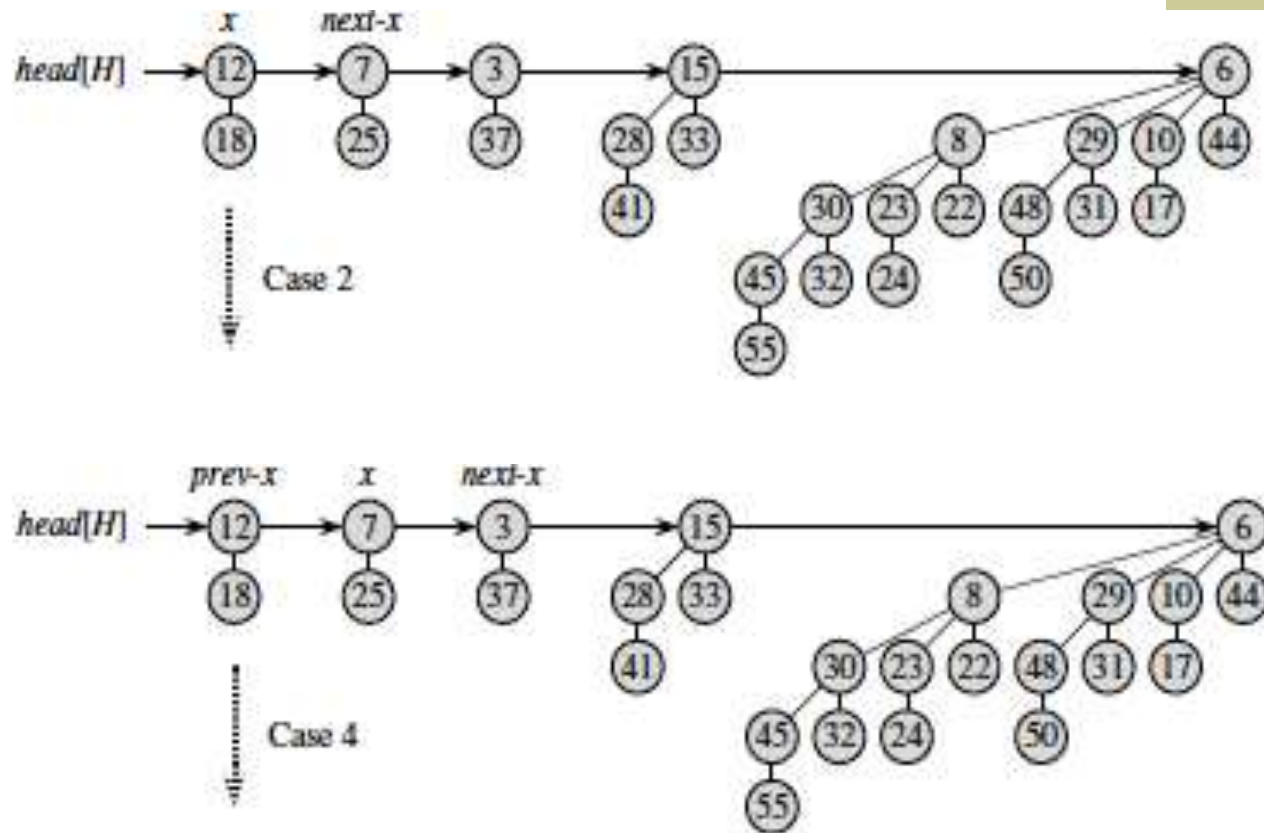 x next-x
head[H] 12 7 3 15 6
18 25 37 28 33 8 29 10 44
41 30 23 22 48 31 17
45 32 24 50
Case 2
55
prev-x x next-x
head[H] 12 7 3 15 6
18 25 37 28 33 8 29 10 44
41 30 23 22 48 31 17
Case 4 45 32 24 50
55